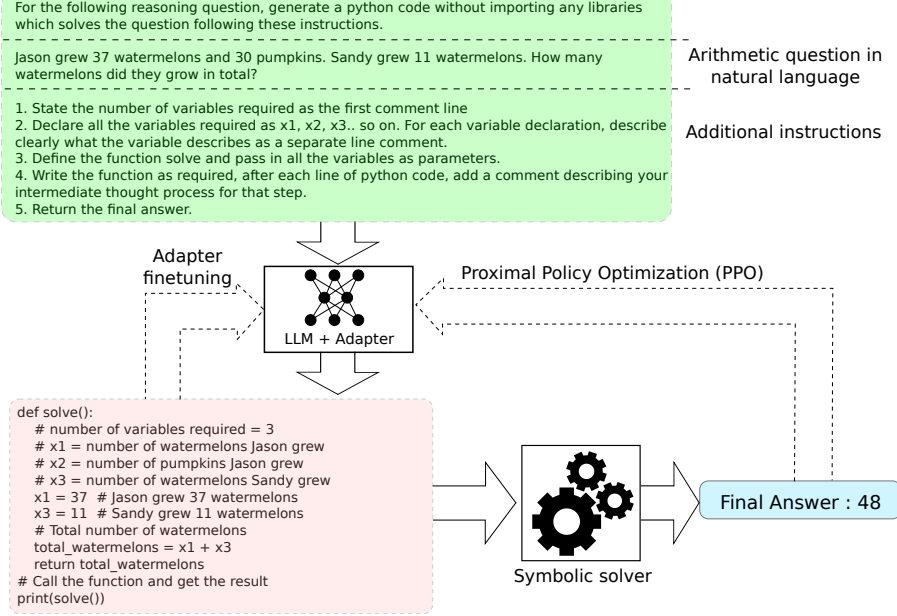 For the following reasoning question, generate a python code without importing any libraries
which solves the question following these instructions.
Jason grew 37 watermelons and 30 pumpkins. Sandy grew 11 watermelons. How many
watermelons did they grow in total?
Arithmetic question in
natural language
1. State the number of variables required as the first comment line
2. Declare all the variables required as x1, x2, x3.. so on. For each variable declaration, describe
clearly what the variable describes as a separate line comment.
3. Define the function solve and pass in all the variables as parameters.
4. Write the function as required, after each line of python code, add a comment describing your
intermediate thought process for that step.
5. Return the final answer.
Additional instructions
Adapter
finetuning
Proximal Policy Optimization (PPO)
LLM + Adapter
def solve():
    # number of variables required = 3
    # x1 = number of watermelons Jason grew
    # x2 = number of pumpkins Jason grew
    # x3 = number of watermelons Sandy grew
    x1 = 37  # Jason grew 37 watermelons
    x3 = 11  # Sandy grew 11 watermelons
    # Total number of watermelons
    total_watermelons = x1 + x3
    return total_watermelons
# Call the function and get the result
print(solve())
Symbolic solver
Final Answer : 48